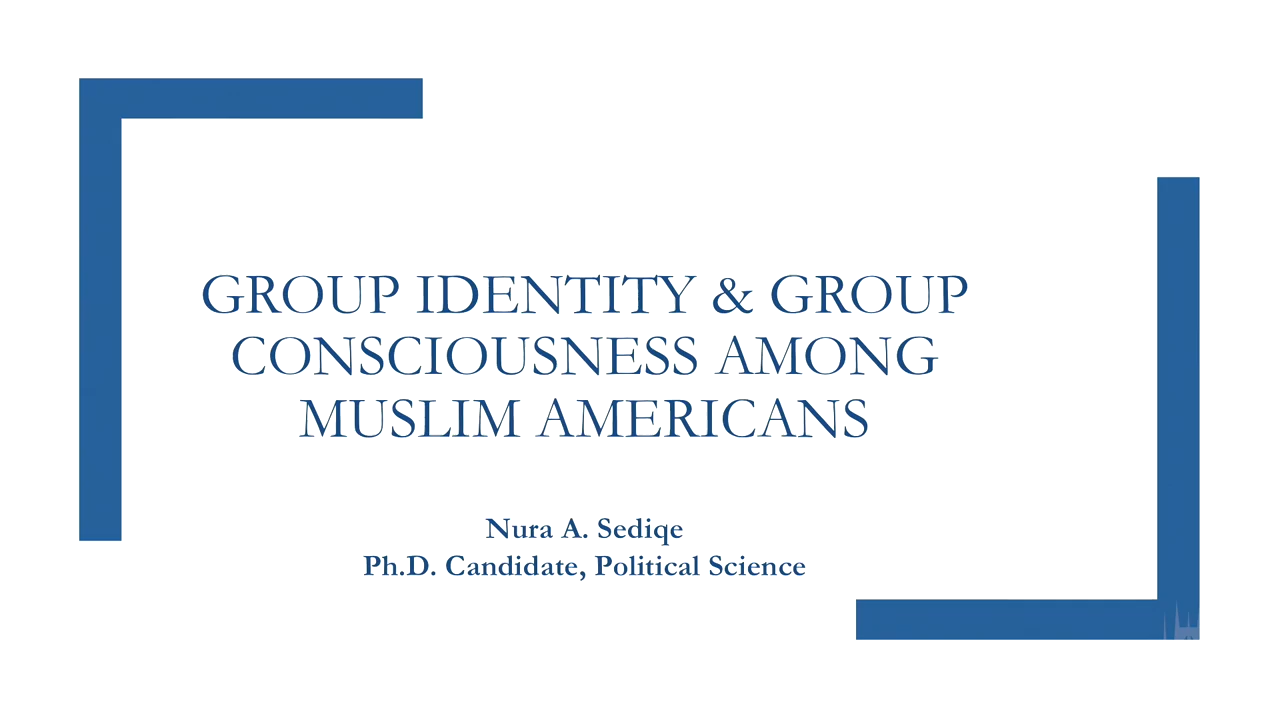 GROUP IDENTITY & GROUP
CONSCIOUSNESS AMONG
MUSLIM AMERICANS
Nura A. Sediqe
Ph.D. Candidate, Political Science